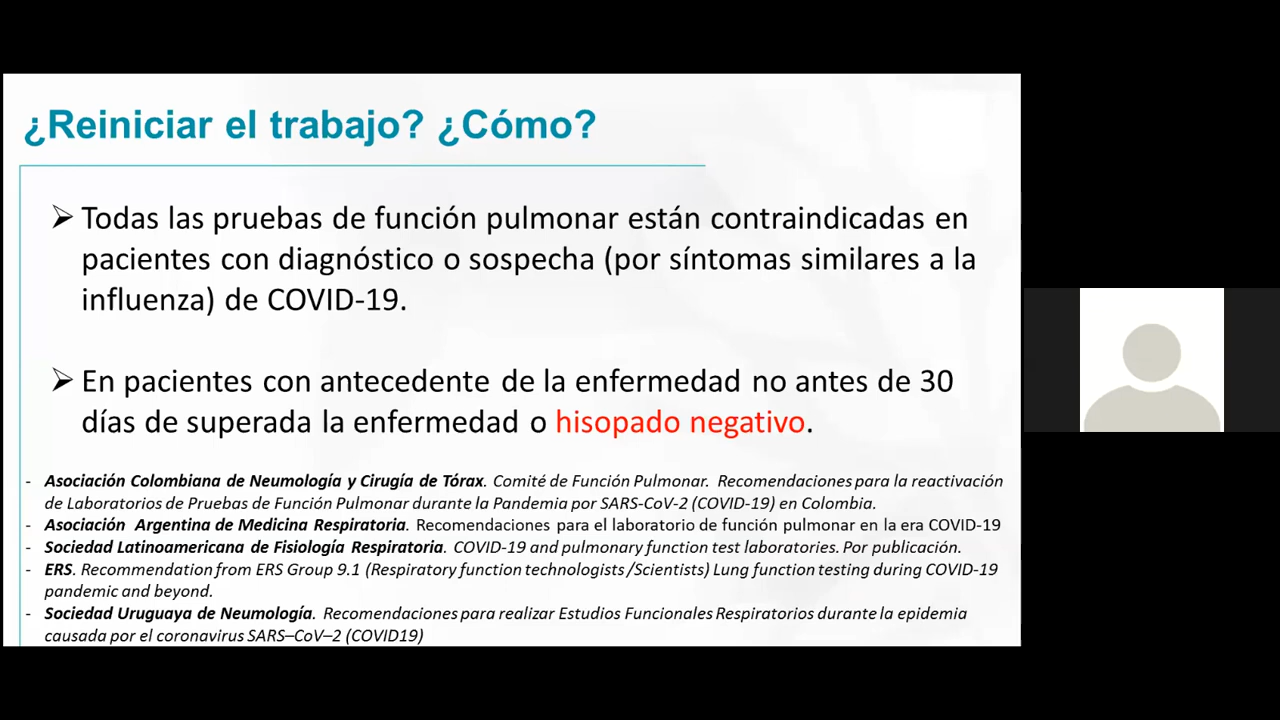 ¿Reiniciar el trabajo? ¿Cómo?
➢ Todas las pruebas de función pulmonar están contraindicadas en
pacientes con diagnóstico o sospecha (por síntomas similares a la
influenza) de COVID-19.
➢ En pacientes con antecedente de la enfermedad no antes de 30
días de superada la enfermedad o hisopado negativo.
- Asociación Colombiana de Neumología y Cirugía de Tórax. Comité de Función Pulmonar. Recomendaciones para la reactivación
de Laboratorios de Pruebas de Función Pulmonar durante la Pandemia por SARS-CoV-2 (COVID-19) en Colombia.
- Asociación Argentina de Medicina Respiratoria. Recomendaciones para el laboratorio de función pulmonar en la era COVID-19
- Sociedad Latinoamericana de Fisiología Respiratoria. COVID-19 and pulmonary function test laboratories. Por publicación.
- ERS. Recommendation from ERS Group 9.1 (Respiratory function technologists /Scientists) Lung function testing during COVID-19
pandemic and beyond.
- Sociedad Uruguaya de Neumología. Recomendaciones para realizar Estudios Funcionales Respiratorios durante la epidemia
causada por el coronavirus SARS–CoV–2 (COVID19)